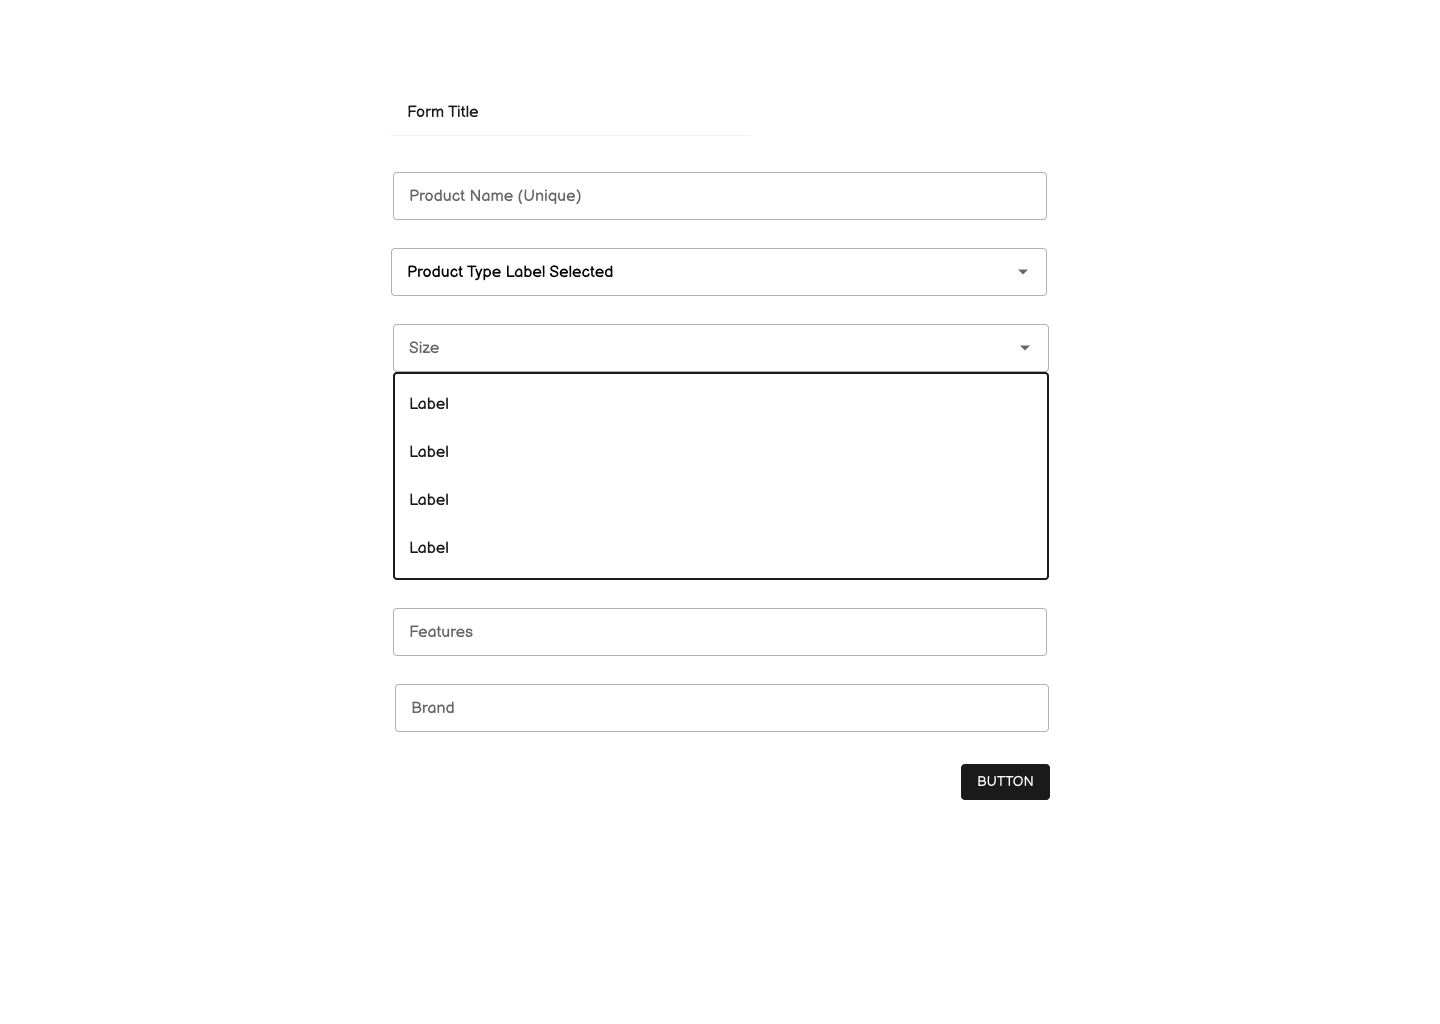 Form Title
Product Name (Unique)
Product Type Label Selected
Size
Label
Label
Label
Label
Features
Brand
BUTTON